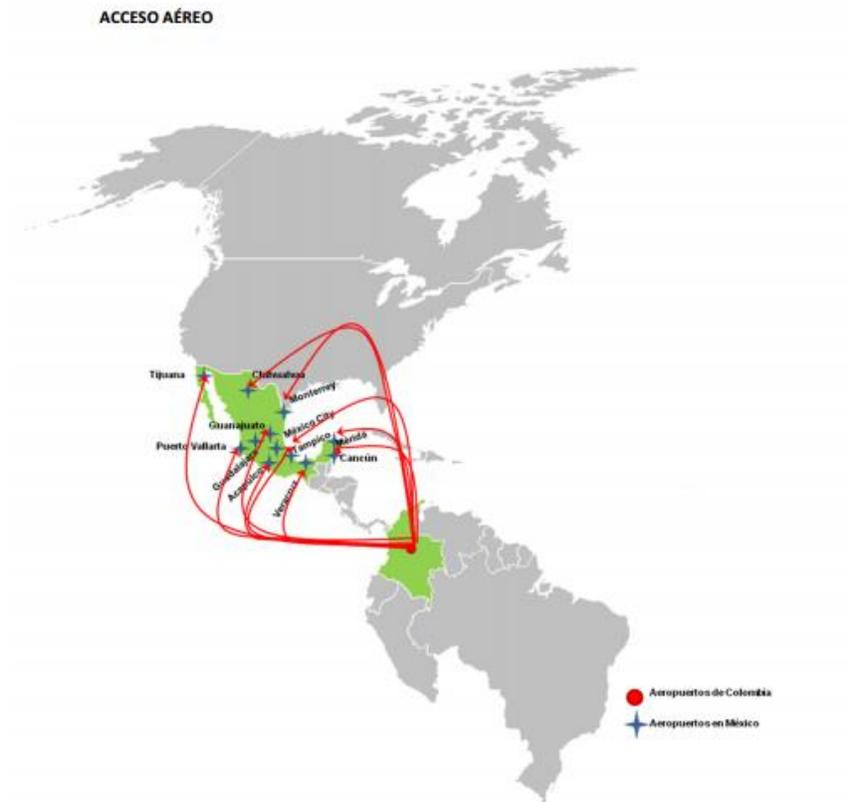 ACCESO AÉREO
Tijuana
Chihuahua
Monterrey
Guanajuato
México City
Puerto Vallarta
Tampico
Mérida
Guadalajara
Cancún
Acapulco
Veracruz
Aeropuertos de Colombia
Aeropuertos en México